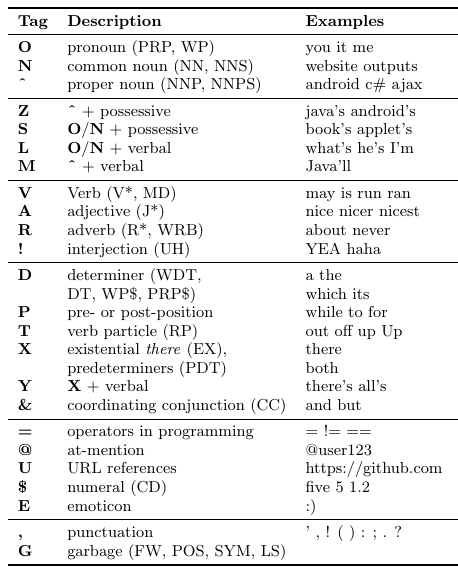 Tag Description Examples
O pronoun (PRP, WP) you it me
N common noun (NN, NNS) website outputs
^ proper noun (NNP, NNPS) android c# ajax
Z ^ + possessive java's android's
S O/N + possessive book's applet's
L O/N + verbal what's he's I'm
M ^ + verbal Java'll
V Verb (V*, MD) may is run ran
A adjective (J*) nice nicer nicest
R adverb (R*, WRB) about never
! interjection (UH) YEA haha
D determiner (WDT, a the
DT, WP$, PRP$) which its
P pre- or post-position while to for
T verb particle (RP) out off up Up
X existential there (EX), there
predeterminers (PDT) both
Y X + verbal there's all's
& coordinating conjunction (CC) and but
= operators in programming = != ==
@ at-mention @user123
U URL references https://github.com
$ numeral (CD) five 5 1.2
E emoticon :)
, punctuation ' , ! ( ) : ; . ?
G garbage (FW, POS, SYM, LS)